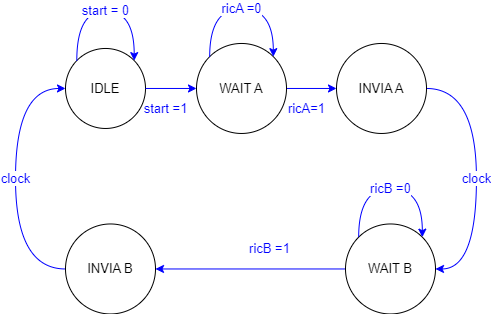 start = 0
ricA =0
IDLE
WAIT A
INVIA A
start =1
ricA=1
clock
clock
ricB =0
ricB =1
INVIA B
WAIT B